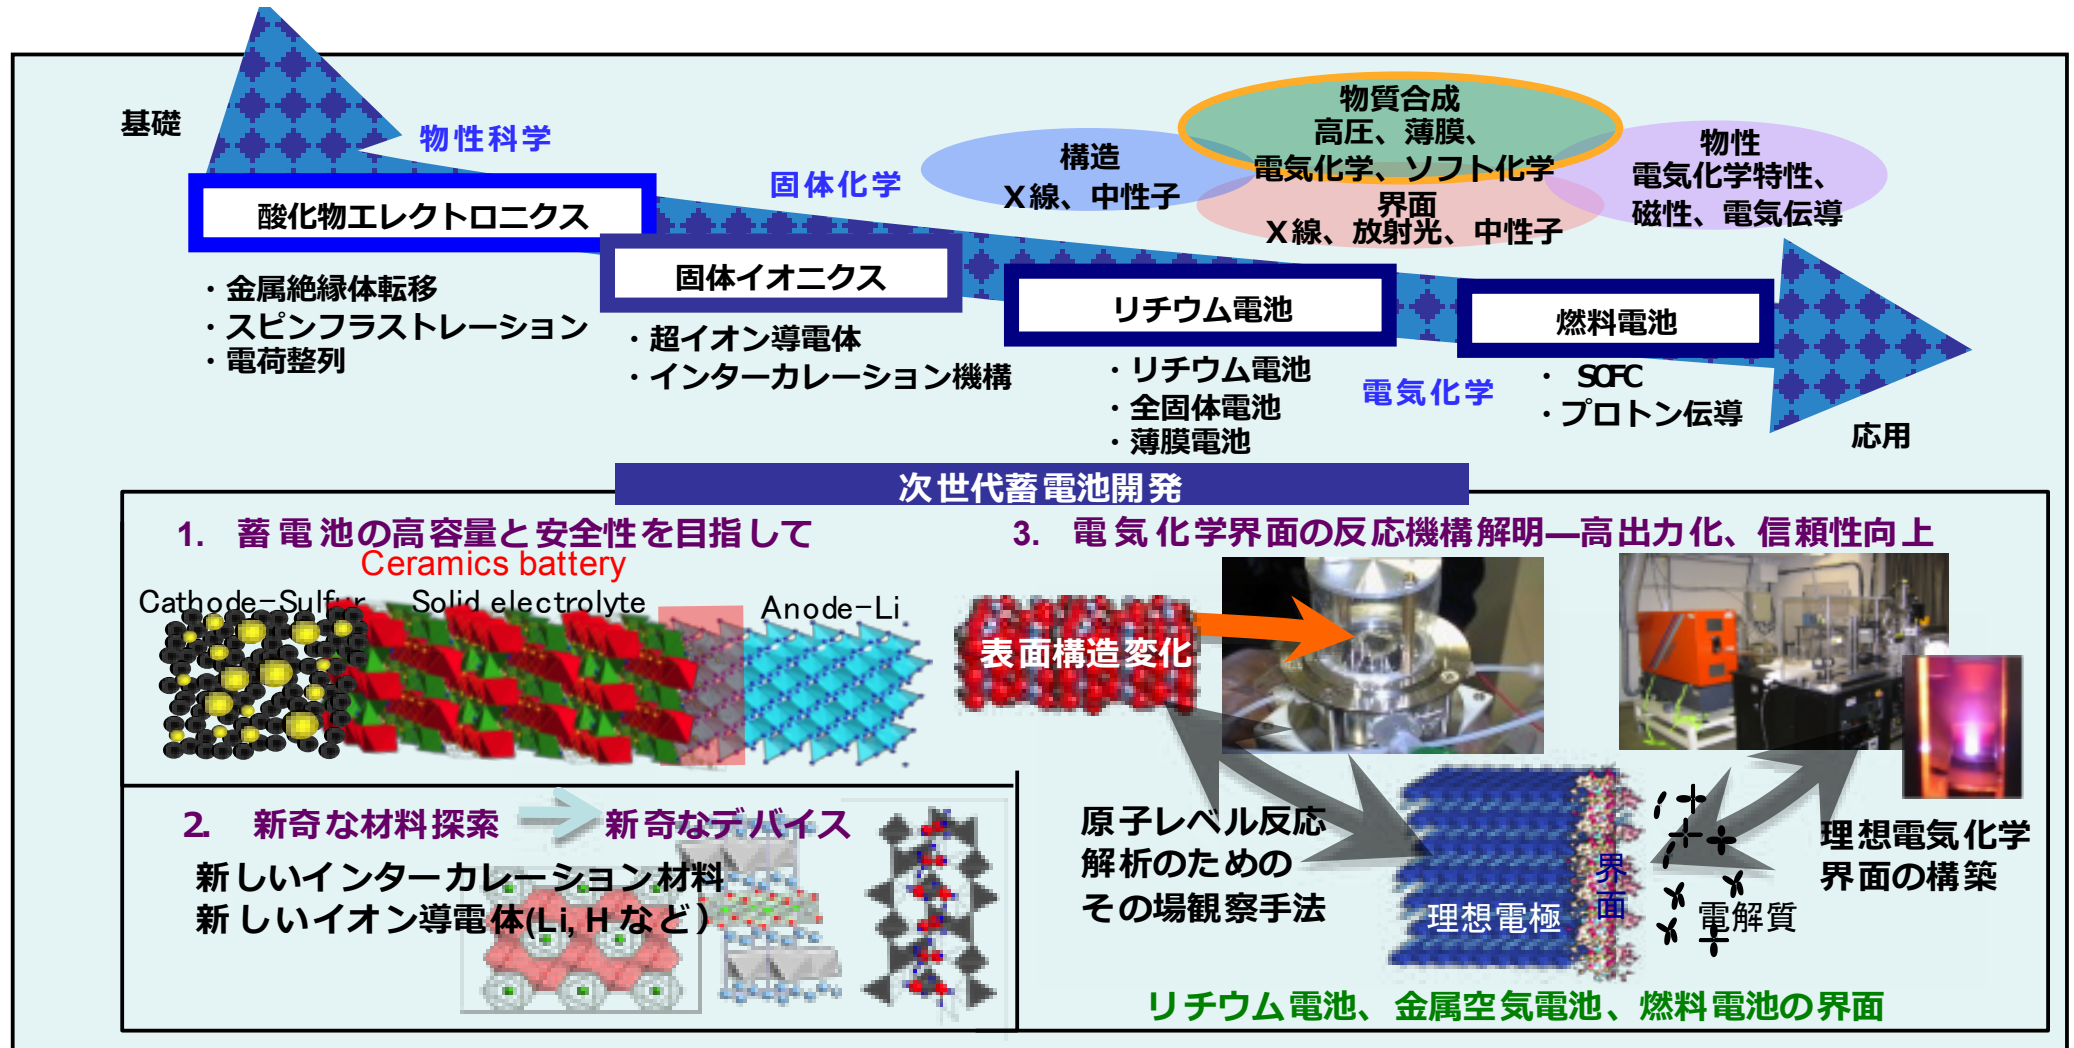 基礎
物性科学
固体化学
構造
X線、中性子
物質合成
高圧、薄膜、
電気化学、ソフト化学
界面
X線、放射光、中性子
物性
電気化学特性、
磁性、電気伝導
酸化物エレクトロニクス
・金属絶縁体転移
・スピンフラストレーション
・電荷整列
固体イオニクス
・超イオン導電体
・インターカレーション機構
リチウム電池
・リチウム電池
・全固体電池
・薄膜電池
電気化学
燃料電池
・ SOFC
・プロトン伝導
応用
次世代蓄電池開発
1. 蓄電池の高容量と安全性を目指して
Ceramics battery
Cathode-Sulfur Solid electrolyte Anode-Li
2. 新奇な材料探索 新奇なデバイス
新しいインターカレーション材料
新しいイオン導電体(Li, H など)
3. 電気化学界面の反応機構解明―高出力化、信頼性向上
表面構造変化
原子レベル反応
解析のための
その場観察手法
理想電極
界面
電解質
理想電気化学
界面の構築
リチウム電池、金属空気電池、燃料電池の界面